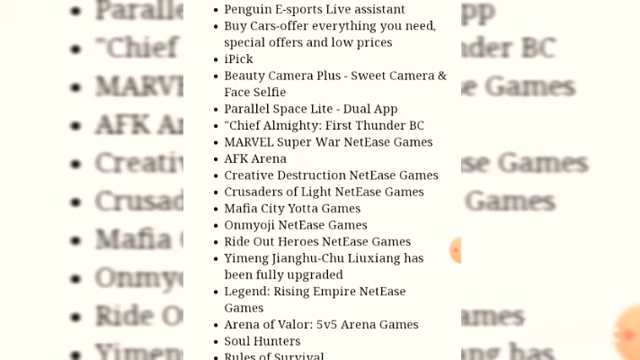 Penguin E-sports Live assistant
Buy Cars-offer everything you need,
special offers and low prices
iPick
Beauty Camera Plus - Sweet Camera &
Face Selfie
Parallel Space Lite - Dual App
"Chief Almighty: First Thunder BC
MARVEL Super War NetEase Games
AFK Arena
Creative Destruction NetEase Games
Crusaders of Light NetEase Games
Mafia City Yotta Games
Onmyoji NetEase Games
Ride Out Heroes NetEase Games
Yimeng Jianghu-Chu Liuxiang has
been fully upgraded
Legend: Rising Empire NetEase
Games
Arena of Valor: 5v5 Arena Games
Soul Hunters
Rules of Survival